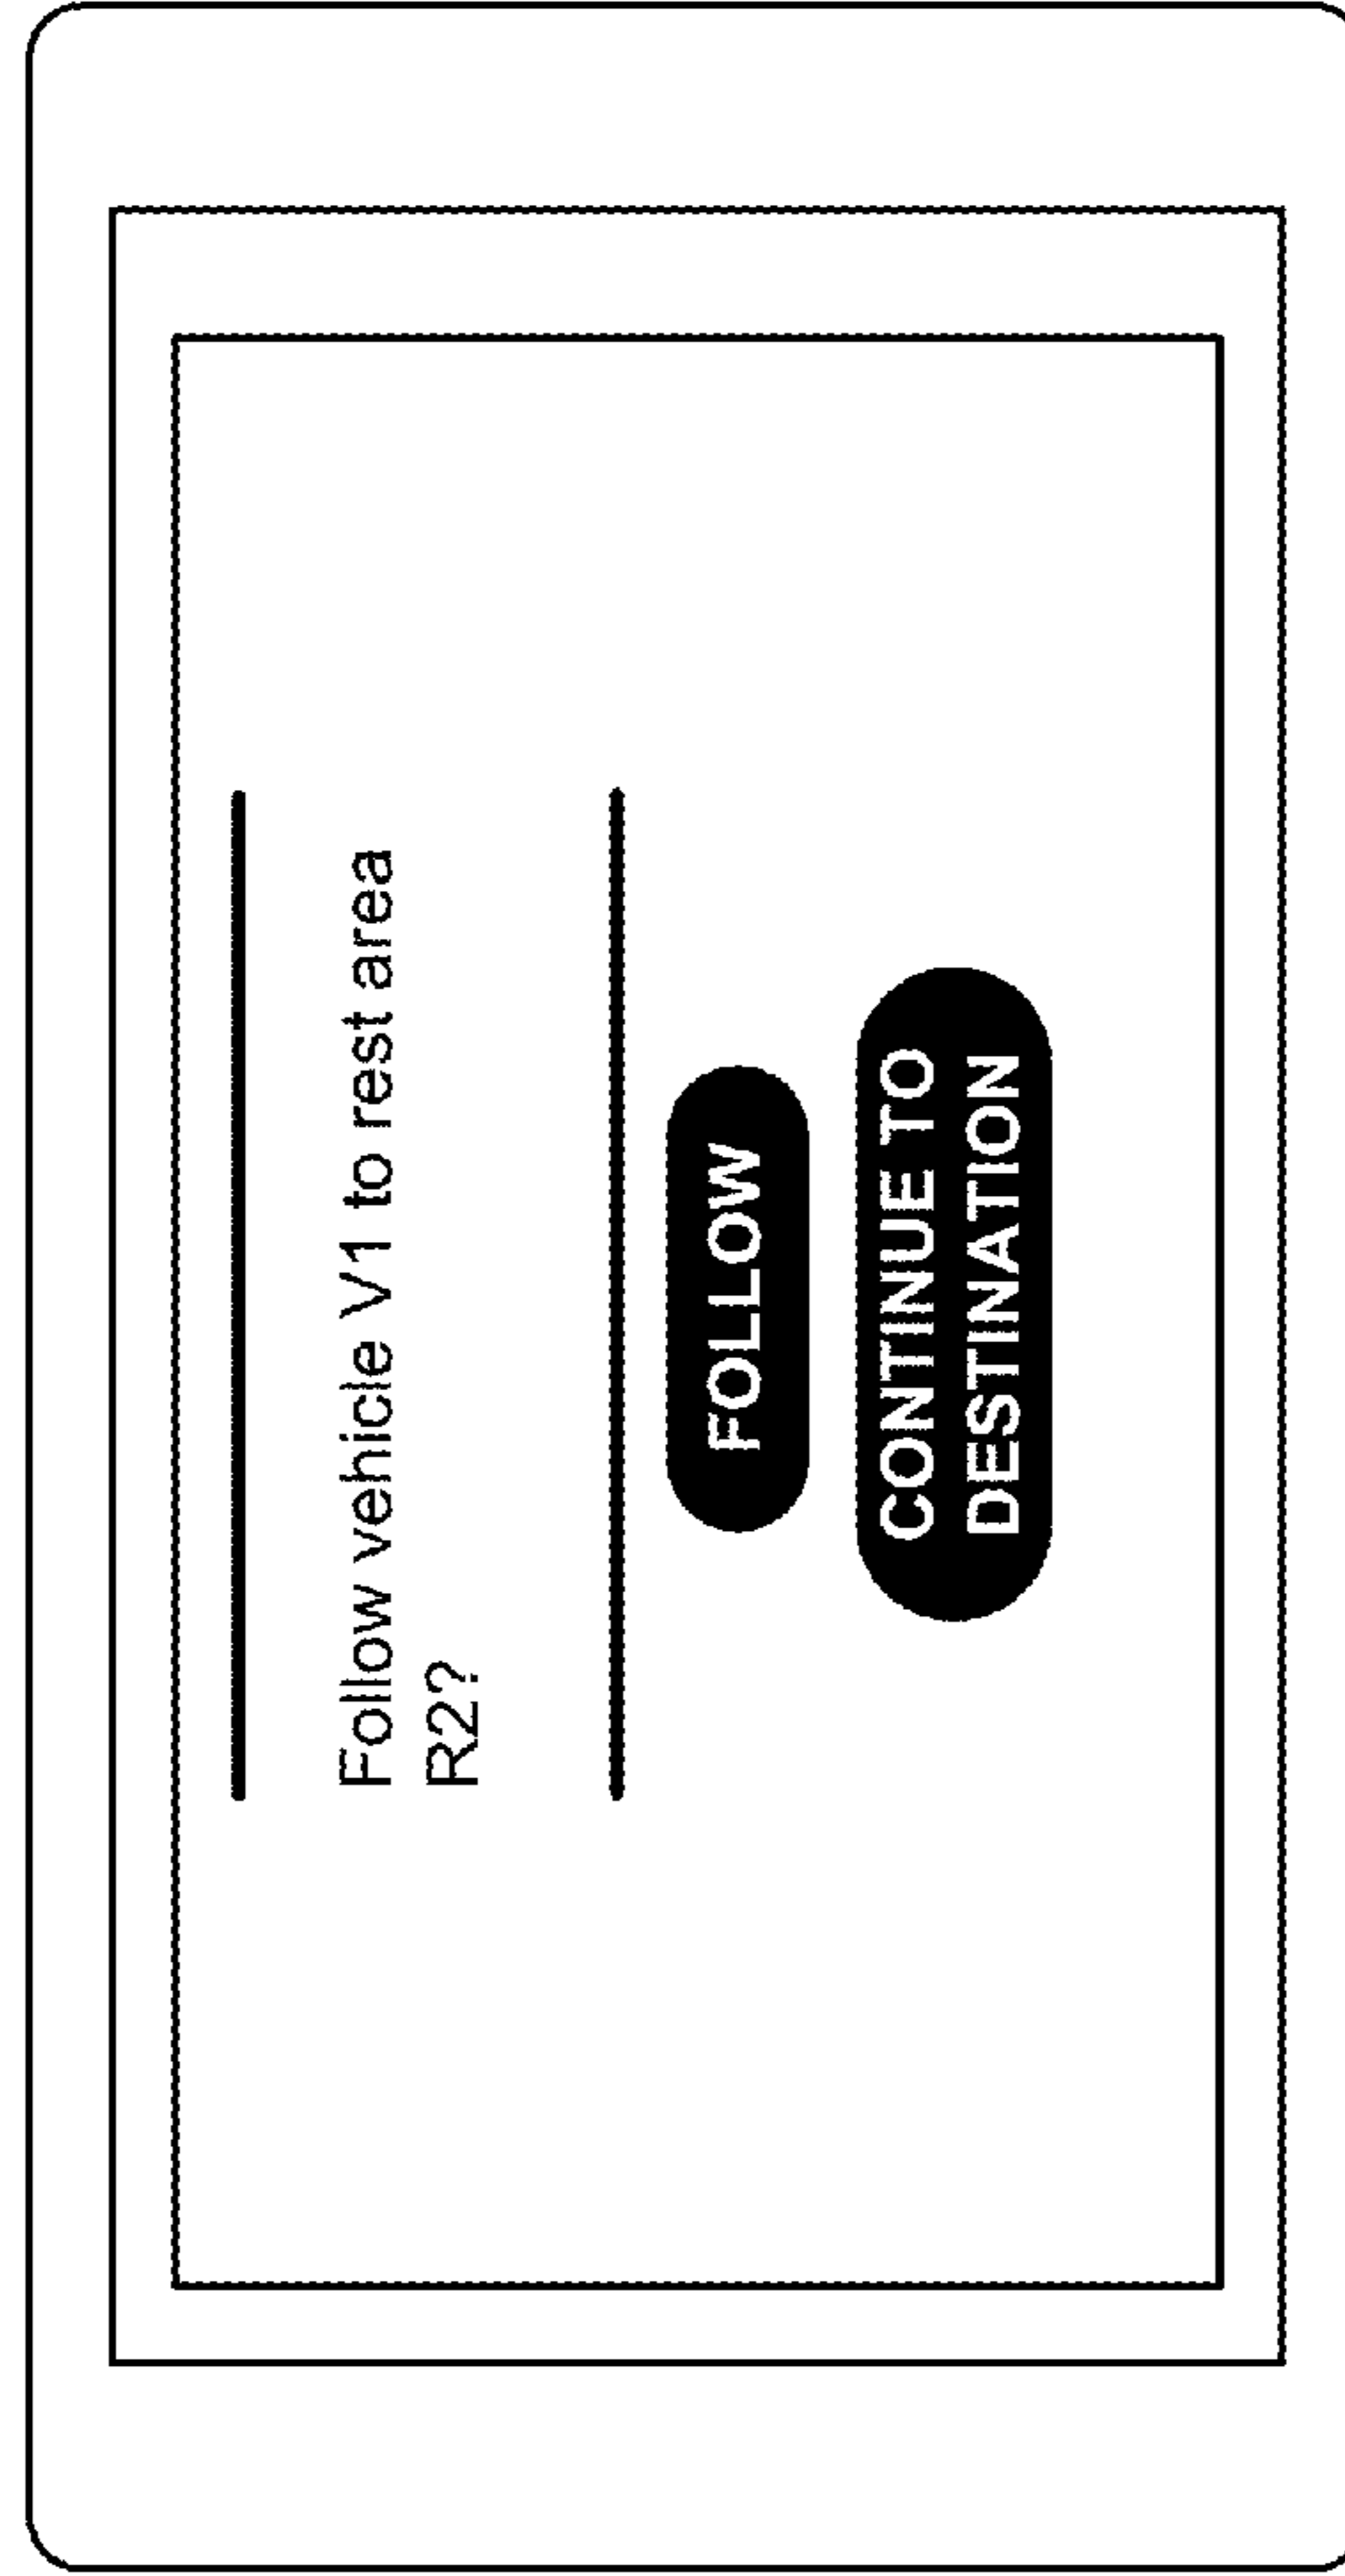 Follow vehicle V1 to rest area
R2?
FOLLOW
CONTINUE TO
DESTINATION